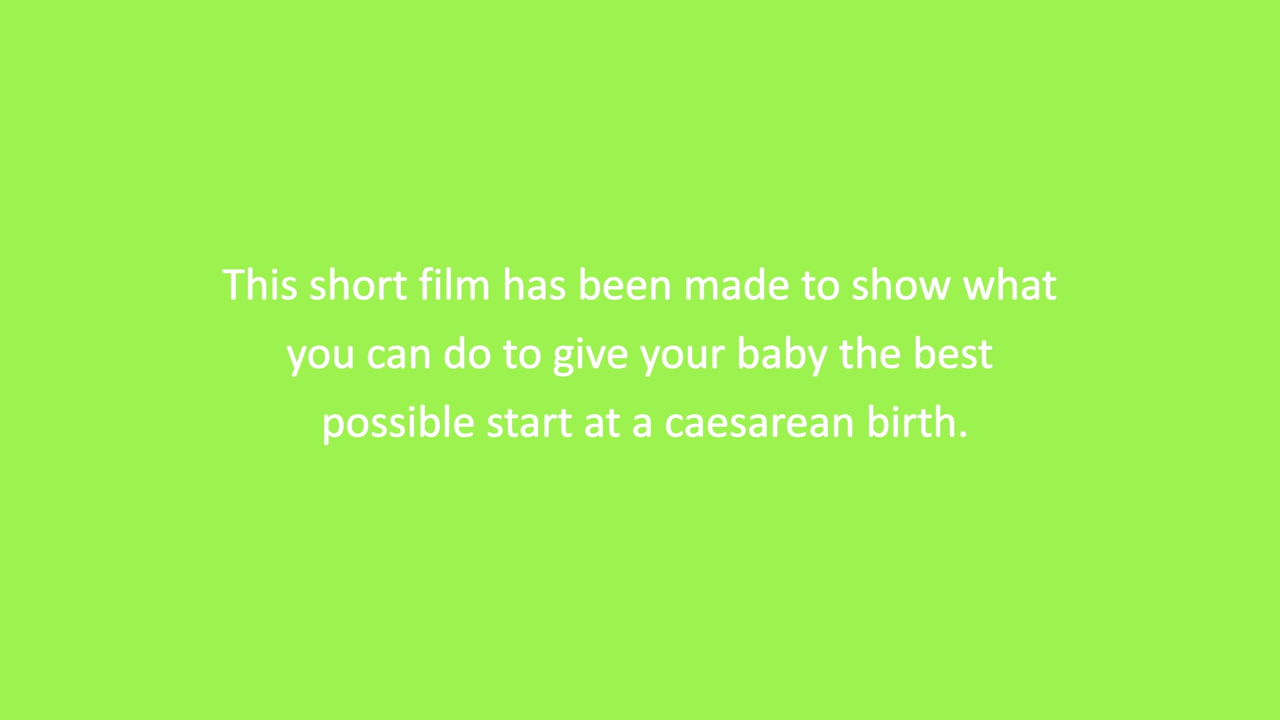 This short film has been made to show what
you can do to give your baby the best
possible start at a caesarean birth.